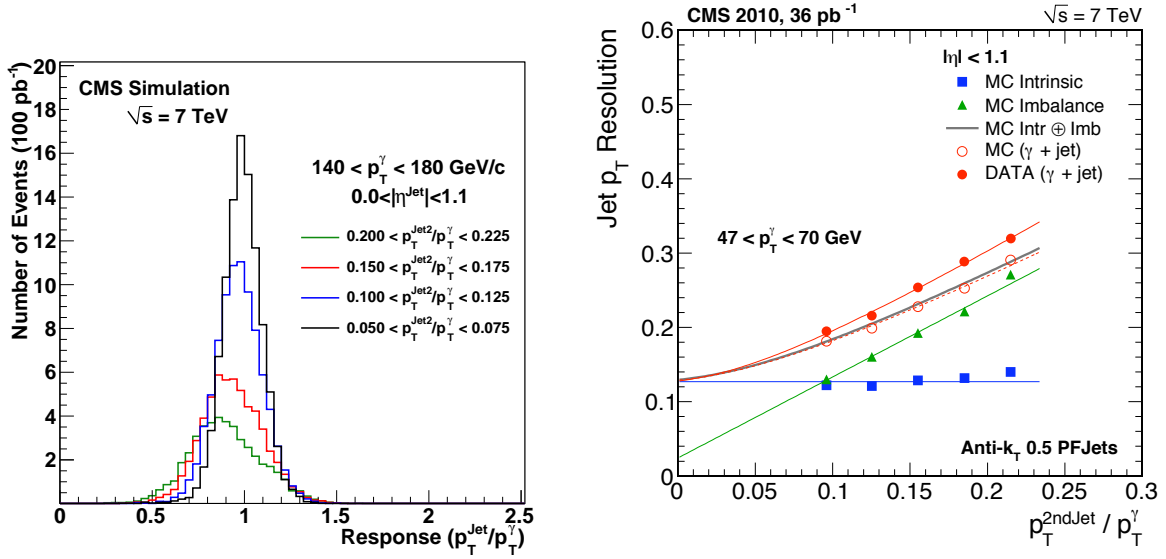 CMS Simulation
√s = 7 TeV
140 < p_T^γ < 180 GeV/c
0.0<|η^Jet|<1.1
0.200 < p_T^Jet2/p_T^γ < 0.225
0.150 < p_T^Jet2/p_T^γ < 0.175
0.100 < p_T^Jet2/p_T^γ < 0.125
0.050 < p_T^Jet2/p_T^γ < 0.075
Number of Events (100 pb^-1)
20
18
16
14
12
10
8
6
4
2
0 0.5 1 1.5 2 2.5
Response (p_T^Jet/p_T^γ)
CMS 2010, 36 pb^-1 √s = 7 TeV
|η| < 1.1
MC Intrinsic
MC Imbalance
MC Intr ⊕ Imb
MC (γ + jet)
DATA (γ + jet)
47 < p_T^γ < 70 GeV
Anti-k_T 0.5 PFJets
Jet p_T Resolution
0.6
0.5
0.4
0.3
0.2
0.1
0
0 0.05 0.1 0.15 0.2 0.25 0.3
p_T^2ndJet / p_T^γ